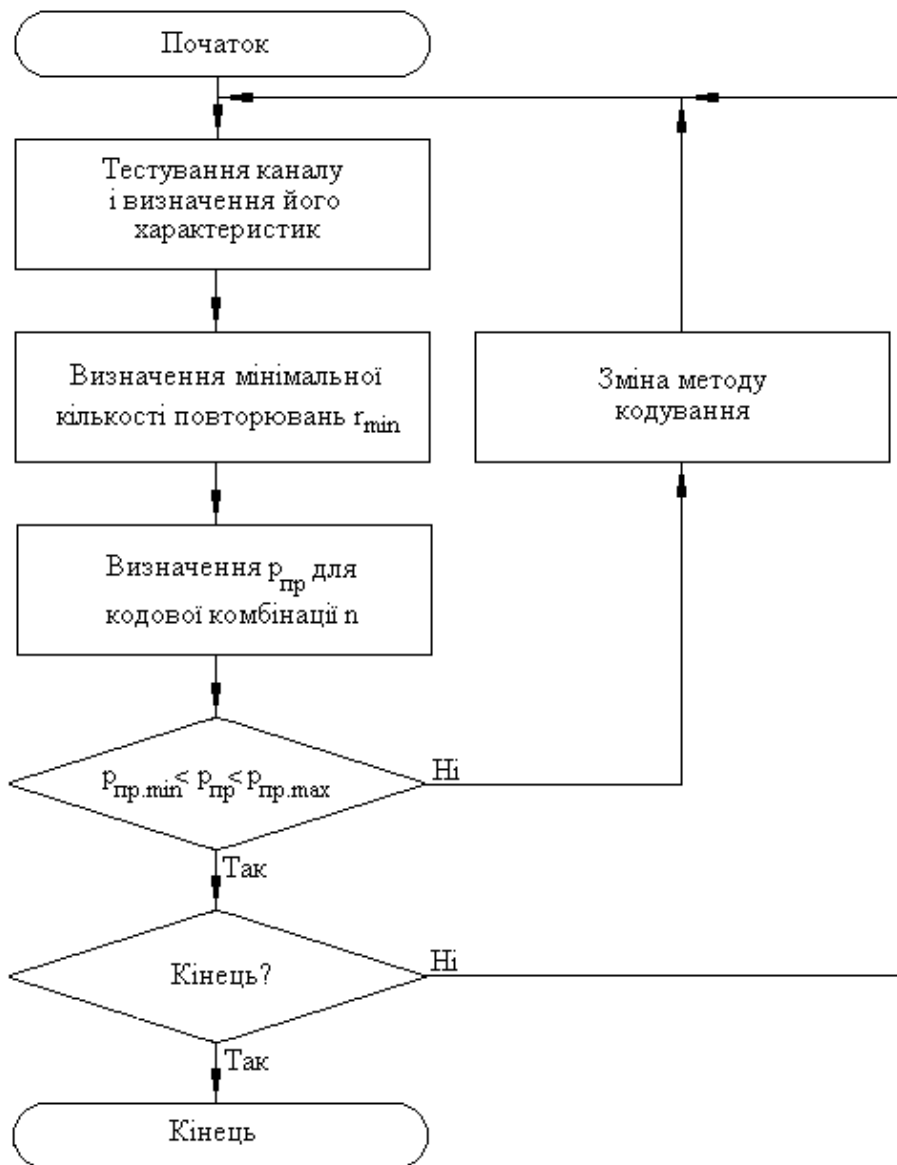 Початок
Тестування каналу
і визначення його
характеристик
Визначення мінімальної
кількості повторювань r_min
Зміна методу
кодування
Визначення p_пр для
кодової комбінації n
p_пр.min < p_пр < p_пр.max
Ні
Так
Кінець?
Ні
Так
Кінець